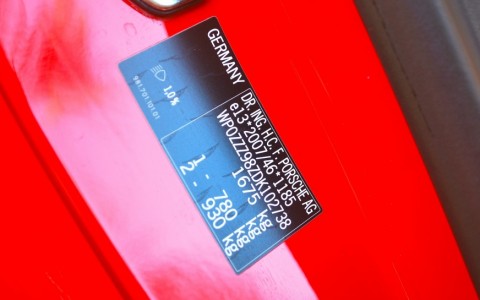 GERMANY DR. ING. H.C. F. PORSCHE AG
e13*2007/46*1185
WP0ZZZ98ZDK102738
1675 kg
1 - 780 kg
2 - 930 kg
1,0%